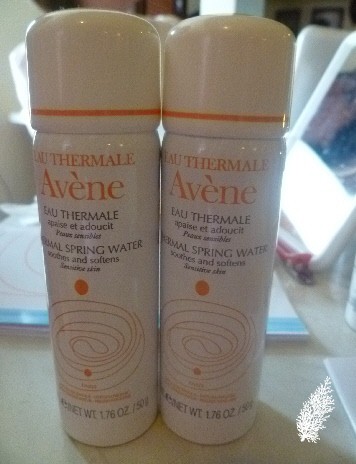 EAU THERMALE
Avène
EAU THERMALE
apaise et adoucit
Peaux sensibles
THERMAL SPRING WATER
soothes and softens
Sensitive skin
NET WT. 1.76 OZ. / 50 g
EAU THERMALE
Avène
EAU THERMALE
apaise et adoucit
Peaux sensibles
THERMAL SPRING WATER
soothes and softens
Sensitive skin
NET WT. 1.76 OZ. / 50 g